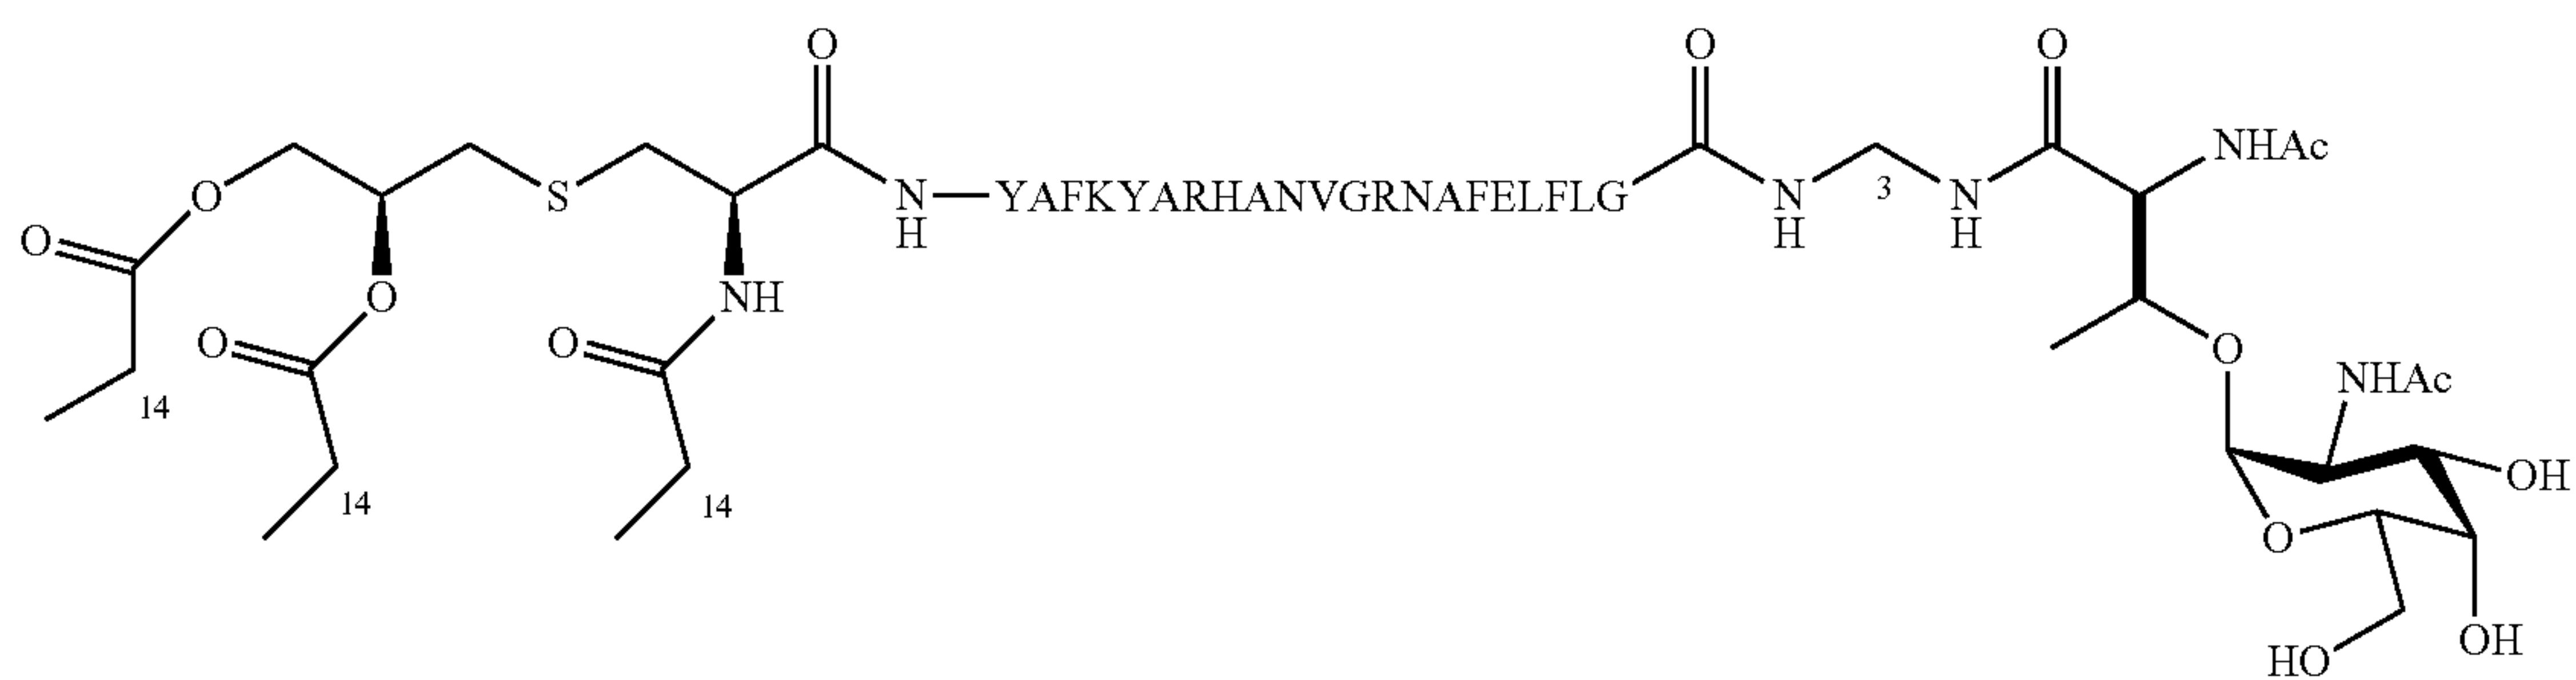 O O O
NHAc
O S N H YAFKYARHANVGRNAFELFLG N H 3 N H
O
O NH
O O O
NHAc
14
OH
14 14
O
OH
HO